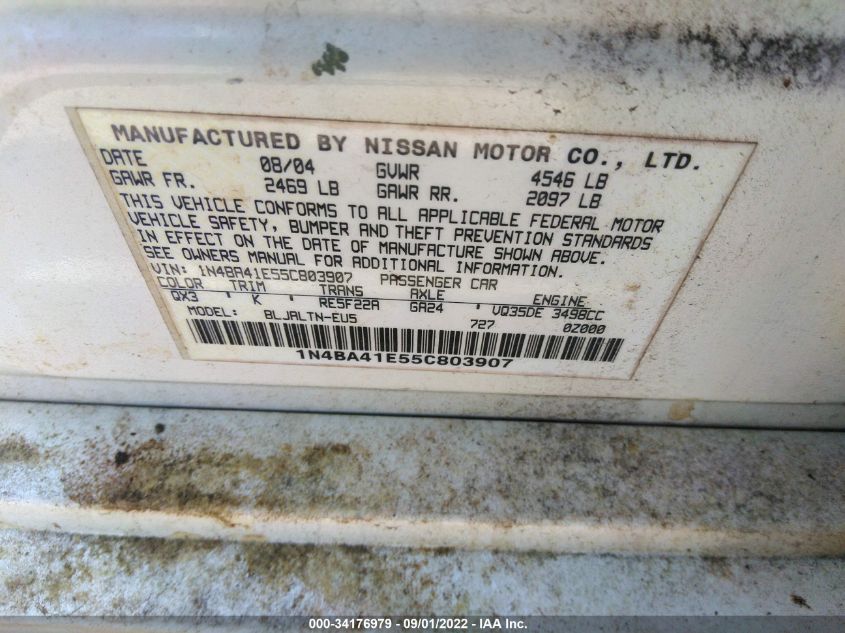 MANUFACTURED BY NISSAN MOTOR CO., LTD.
DATE 08/04 GVWR 4546 LB
GAWR FR. 2469 LB GAWR RR. 2097 LB
THIS VEHICLE CONFORMS TO ALL APPLICABLE FEDERAL MOTOR
VEHICLE SAFETY, BUMPER AND THEFT PREVENTION STANDARDS
IN EFFECT ON THE DATE OF MANUFACTURE SHOWN ABOVE.
SEE OWNERS MANUAL FOR ADDITIONAL INFORMATION.
VIN: 1N4BA41E55C803907 PASSENGER CAR
COLOR TRIM TRANS AXLE ENGINE
QX3 K RE5F22A GA24 VQ35DE 3498CC
MODEL: BLJALTN-EU5 727 0Z000
1N4BA41E55C803907
000-34176979 - 09/01/2022 - IAA Inc.